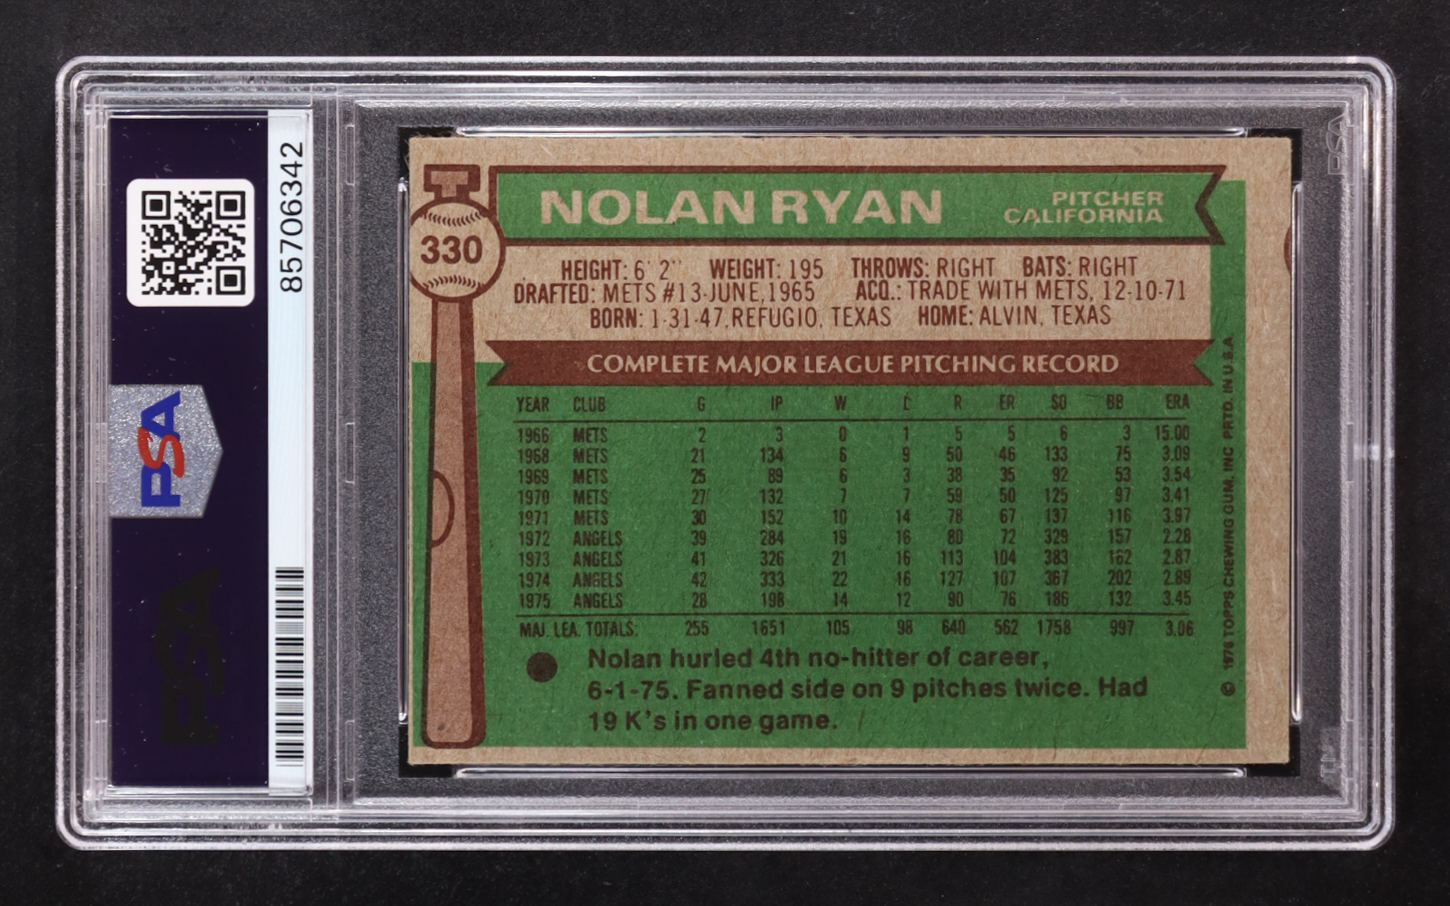 85706342
PSA
PSA
330
NOLAN RYAN
PITCHER
CALIFORNIA
HEIGHT: 6' 2" WEIGHT: 195 THROWS: RIGHT BATS: RIGHT
DRAFTED: METS #13-JUNE,1965 ACQ.: TRADE WITH METS, 12-10-71
BORN: 1-31-47, REFUGIO, TEXAS HOME: ALVIN, TEXAS
COMPLETE MAJOR LEAGUE PITCHING RECORD
YEAR CLUB G IP W L R ER SO BB ERA
1966 METS 2 3 0 1 5 5 6 3 15.00
1968 METS 21 134 6 9 50 46 133 75 3.09
1969 METS 25 89 6 3 38 35 92 53 3.54
1970 METS 27 132 7 7 59 50 125 97 3.41
1971 METS 30 152 10 14 78 67 137 116 3.97
1972 ANGELS 39 284 19 16 80 72 329 157 2.28
1973 ANGELS 41 326 21 16 113 104 383 162 2.87
1974 ANGELS 42 333 22 16 127 107 367 202 2.89
1975 ANGELS 28 198 14 12 90 76 186 132 3.45
MAJ. LEA. TOTALS: 255 1651 105 98 640 562 1758 997 3.06
Nolan hurled 4th no-hitter of career,
6-1-75. Fanned side on 9 pitches twice. Had
19 K's in one game.
© 1976 TOPPS CHEWING GUM, INC PRTD. IN U.S.A.